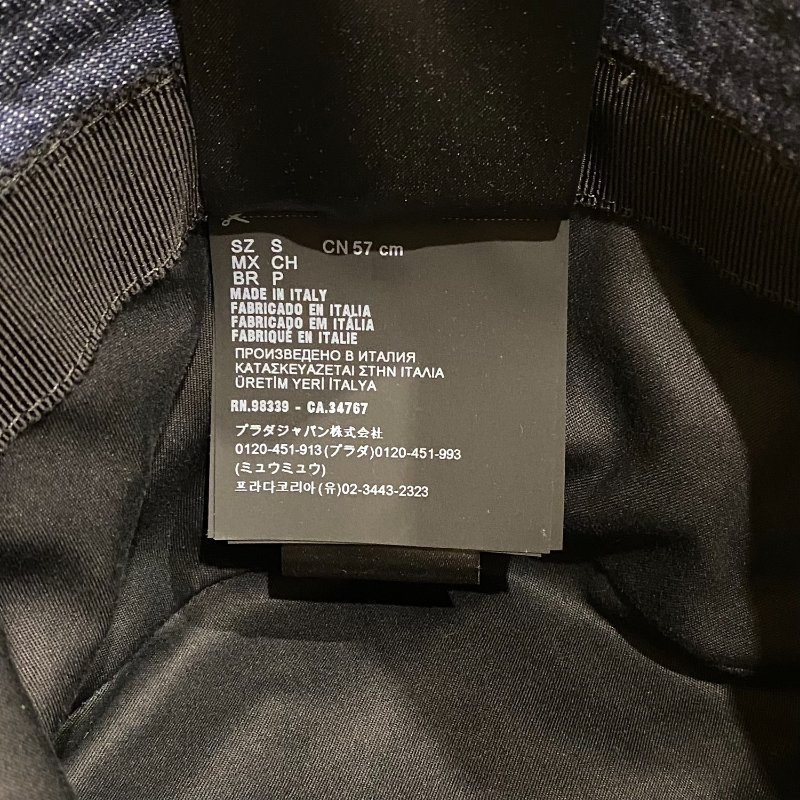 SZ S CN 57 cm
MX CH
BR P
MADE IN ITALY
FABRICADO EN ITALIA
FABRICADO EM ITÁLIA
FABRIQUÉ EN ITALIE
ПРОИЗВЕДЕНО В ИТАЛИЯ
ΚΑΤΑΣΚΕΥΑΖΕΤΑΙ ΣΤΗΝ ΙΤΑΛΙΑ
ÜRETİM YERİ İTALYA
RN.98339 - CA.34767
プラダジャパン株式会社
0120-451-913(プラダ)0120-451-993
(ミュウミュウ)
프라다코리아(유)02-3443-2323